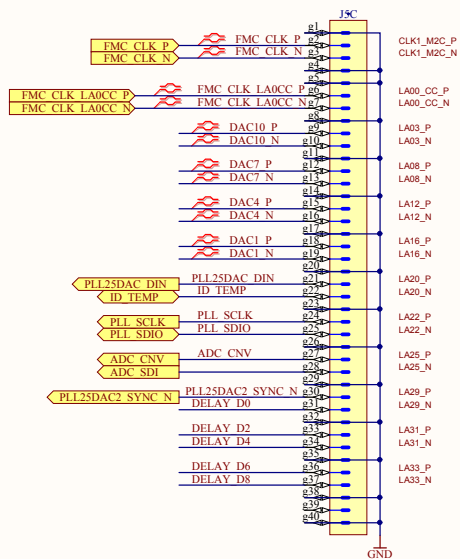 J5C
g1
FMC_CLK_P FMC_CLK_P g2 CLK1_M2C_P
FMC_CLK_N FMC_CLK_N g3 CLK1_M2C_N
g4
g5
FMC_CLK_LA0CC_P FMC_CLK_LA0CC_P g6 LA00_CC_P
FMC_CLK_LA0CC_N FMC_CLK_LA0CC_N g7 LA00_CC_N
g8
DAC10_P g9 LA03_P
DAC10_N g10 LA03_N
g11
DAC7_P g12 LA08_P
DAC7_N g13 LA08_N
g14
DAC4_P g15 LA12_P
DAC4_N g16 LA12_N
g17
DAC1_P g18 LA16_P
DAC1_N g19 LA16_N
g20
PLL25DAC_DIN PLL25DAC_DIN g21 LA20_P
ID_TEMP ID_TEMP g22 LA20_N
g23
PLL_SCLK PLL_SCLK g24 LA22_P
PLL_SDIO PLL_SDIO g25 LA22_N
g26
ADC_CNV ADC_CNV g27 LA25_P
ADC_SDI g28 LA25_N
g29
PLL25DAC2_SYNC_N PLL25DAC2_SYNC_N g30 LA29_P
DELAY_D0 g31 LA29_N
g32
DELAY_D2 g33 LA31_P
DELAY_D4 g34 LA31_N
g35
DELAY_D6 g36 LA33_P
DELAY_D8 g37 LA33_N
g38
g39
g40
GND